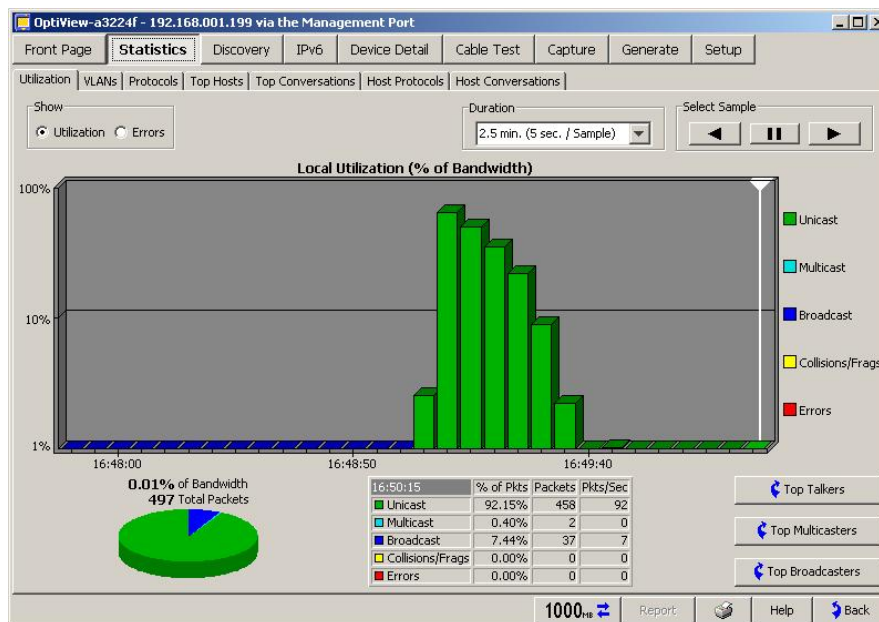 OptiView-a3224f - 192.168.001.199 via the Management Port
Front Page Statistics Discovery IPv6 Device Detail Cable Test Capture Generate Setup
Utilization VLANs Protocols Top Hosts Top Conversations Host Protocols Host Conversations
Show
Utilization Errors
Duration
2.5 min. (5 sec. / Sample)
Select Sample
Local Utilization (% of Bandwidth)
100%
10%
1%
Unicast
Multicast
Broadcast
Collisions/Frags
Errors
16:48:00 16:48:50 16:49:40
0.01% of Bandwidth
497 Total Packets
16:50:15 % of Pkts Packets Pkts/Sec
Unicast 92.15% 458 92
Multicast 0.40% 2 0
Broadcast 7.44% 37 7
Collisions/Frags 0.00% 0 0
Errors 0.00% 0 0
Top Talkers
Top Multicasters
Top Broadcasters
1000MB Report Help Back